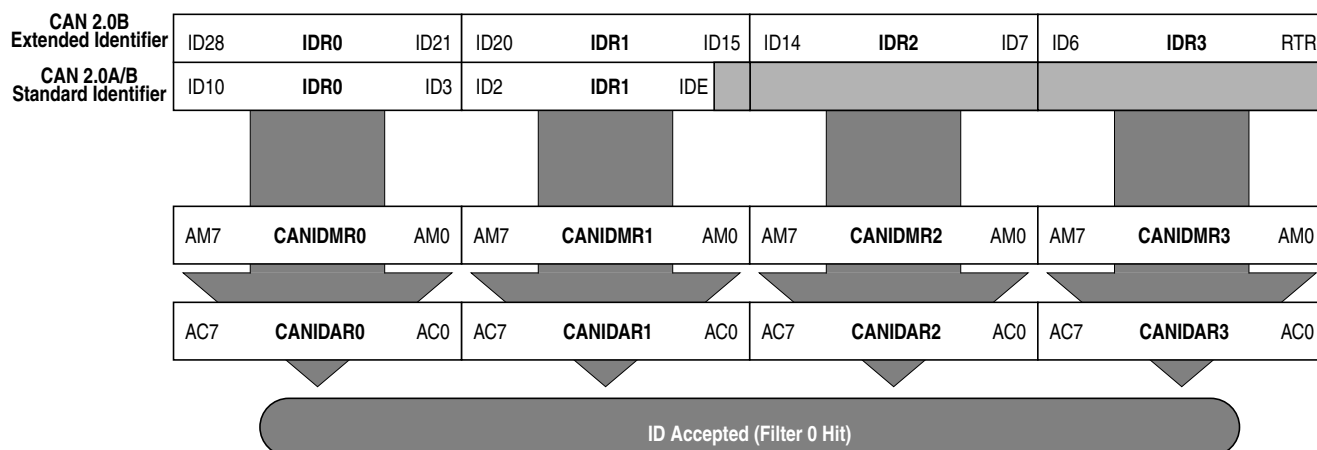 CAN 2.0B
Extended Identifier
ID28 IDR0 ID21 ID20 IDR1 ID15 ID14 IDR2 ID7 ID6 IDR3 RTR
CAN 2.0A/B
Standard Identifier
ID10 IDR0 ID3 ID2 IDR1 IDE
AM7 CANIDMR0 AM0 AM7 CANIDMR1 AM0 AM7 CANIDMR2 AM0 AM7 CANIDMR3 AM0
AC7 CANIDAR0 AC0 AC7 CANIDAR1 AC0 AC7 CANIDAR2 AC0 AC7 CANIDAR3 AC0
ID Accepted (Filter 0 Hit)